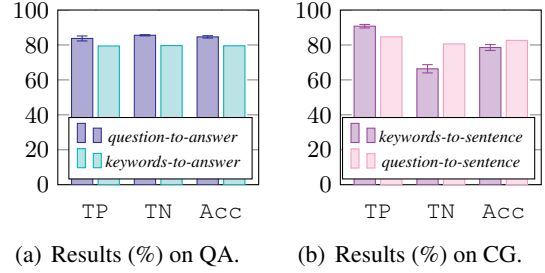 100
80
60
40
20
0
question-to-answer
keywords-to-answer
TP TN Acc
(a) Results (%) on QA.
100
80
60
40
20
0
keywords-to-sentence
question-to-sentence
TP TN Acc
(b) Results (%) on CG.